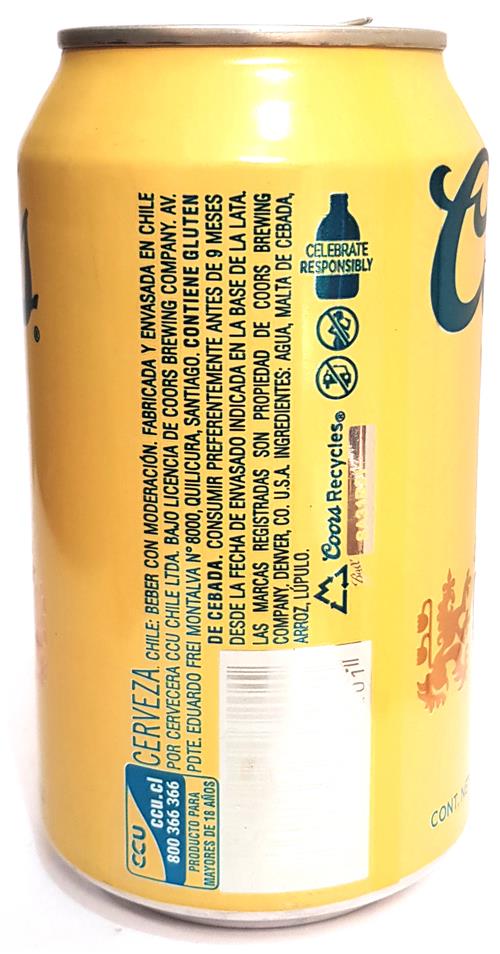 CERVEZA. CHILE: BEBER CON MODERACIÓN. FABRICADA Y ENVASADA EN CHILE
POR CERVECERA CCU CHILE LTDA. BAJO LICENCIA DE COORS BREWING COMPANY. AV.
PDTE. EDUARDO FREI MONTALVA N° 8000, QUILICURA, SANTIAGO. CONTIENE GLUTEN
DE CEBADA. CONSUMIR PREFERENTEMENTE ANTES DE 9 MESES
DESDE LA FECHA DE ENVASADO INDICADA EN LA BASE DE LA LATA.
LAS MARCAS REGISTRADAS SON PROPIEDAD DE COORS BREWING
COMPANY, DENVER, CO. U.S.A. INGREDIENTES: AGUA, MALTA DE CEBADA,
ARROZ, LÚPULO.
CCU
ccu.cl
800 366 366
PRODUCTO PARA
MAYORES DE 18 AÑOS
CELEBRATE
RESPONSIBLY
Coors Recycles®
Ball
CONT.